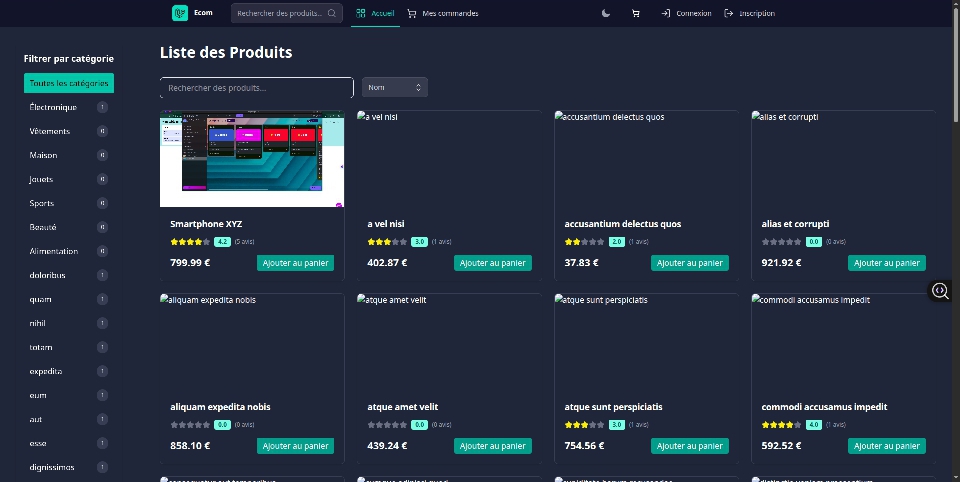 Ecom
Rechercher des produits..
Accueil
Mes commandes
Connexion
Inscription
Filtrer par catégorie
Toutes les catégories
Électronique 1
Vêtements 0
Maison 0
Jouets 0
Sports 0
Beauté 0
Alimentation 0
doloribus 1
quam 1
nihil 1
totam 1
expedita 1
eum 1
aut 1
esse 1
dignissimos 1
Liste des Produits
Rechercher des produits...
Nom
a vel nisi
accusantium delectus quos
alias et corrupti
Smartphone XYZ
4.2 (5 avis)
799.99 €
Ajouter au panier
a vel nisi
3.0 (1 avis)
402.87 €
Ajouter au panier
accusantium delectus quos
2.0 (1 avis)
37.83 €
Ajouter au panier
alias et corrupti
0.0 (0 avis)
921.92 €
Ajouter au panier
aliquam expedita nobis
atque amet velit
atque sunt perspiciatis
commodi accusamus impedit
aliquam expedita nobis
0.0 (0 avis)
858.10 €
Ajouter au panier
atque amet velit
0.0 (0 avis)
439.24 €
Ajouter au panier
atque sunt perspiciatis
3.0 (1 avis)
754.56 €
Ajouter au panier
commodi accusamus impedit
4.0 (1 avis)
592.52 €
Ajouter au panier